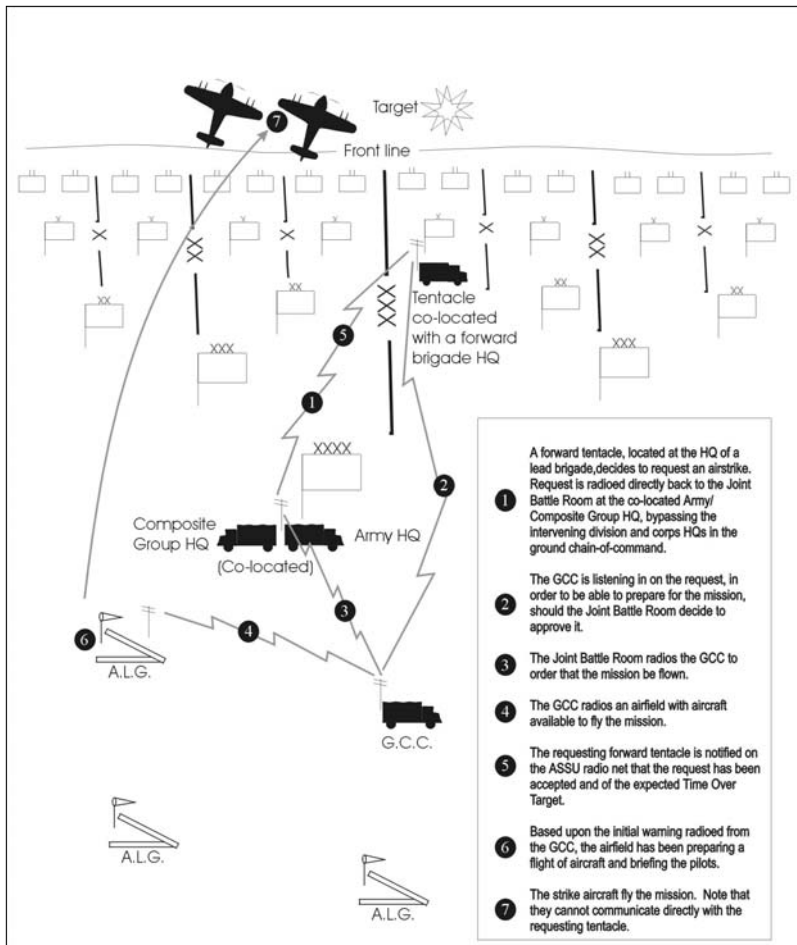 7
Target
Front line
X X X X X X
X XX X X XX X
XX XX XX XX
XXX
XXX XXX
Tentacle
co-located
with a forward
brigade HQ
5
1
2
XXXX
Composite
Group HQ
Army HQ
(Co-located)
3
4
6
A.L.G.
G.C.C.
A.L.G.
A.L.G.
1
A forward tentacle, located at the HQ of a
lead brigade,decides to request an airstrike.
Request is radioed directly back to the Joint
Battle Room at the co-located Army/
Composite Group HQ, bypassing the
intervening division and corps HQs in the
ground chain-of-command.
2
The GCC is listening in on the request, in
order to be able to prepare for the mission,
should the Joint Battle Room decide to
approve it.
3
The Joint Battle Room radios the GCC to
order that the mission be flown.
4
The GCC radios an airfield with aircraft
available to fly the mission.
5
The requesting forward tentacle is notified on
the ASSU radio net that the request has been
accepted and of the expected Time Over
Target.
6
Based upon the initial warning radioed from
the GCC, the airfield has been preparing a
flight of aircraft and briefing the pilots.
7
The strike aircraft fly the mission. Note that
they cannot communicate directly with the
requesting tentacle.